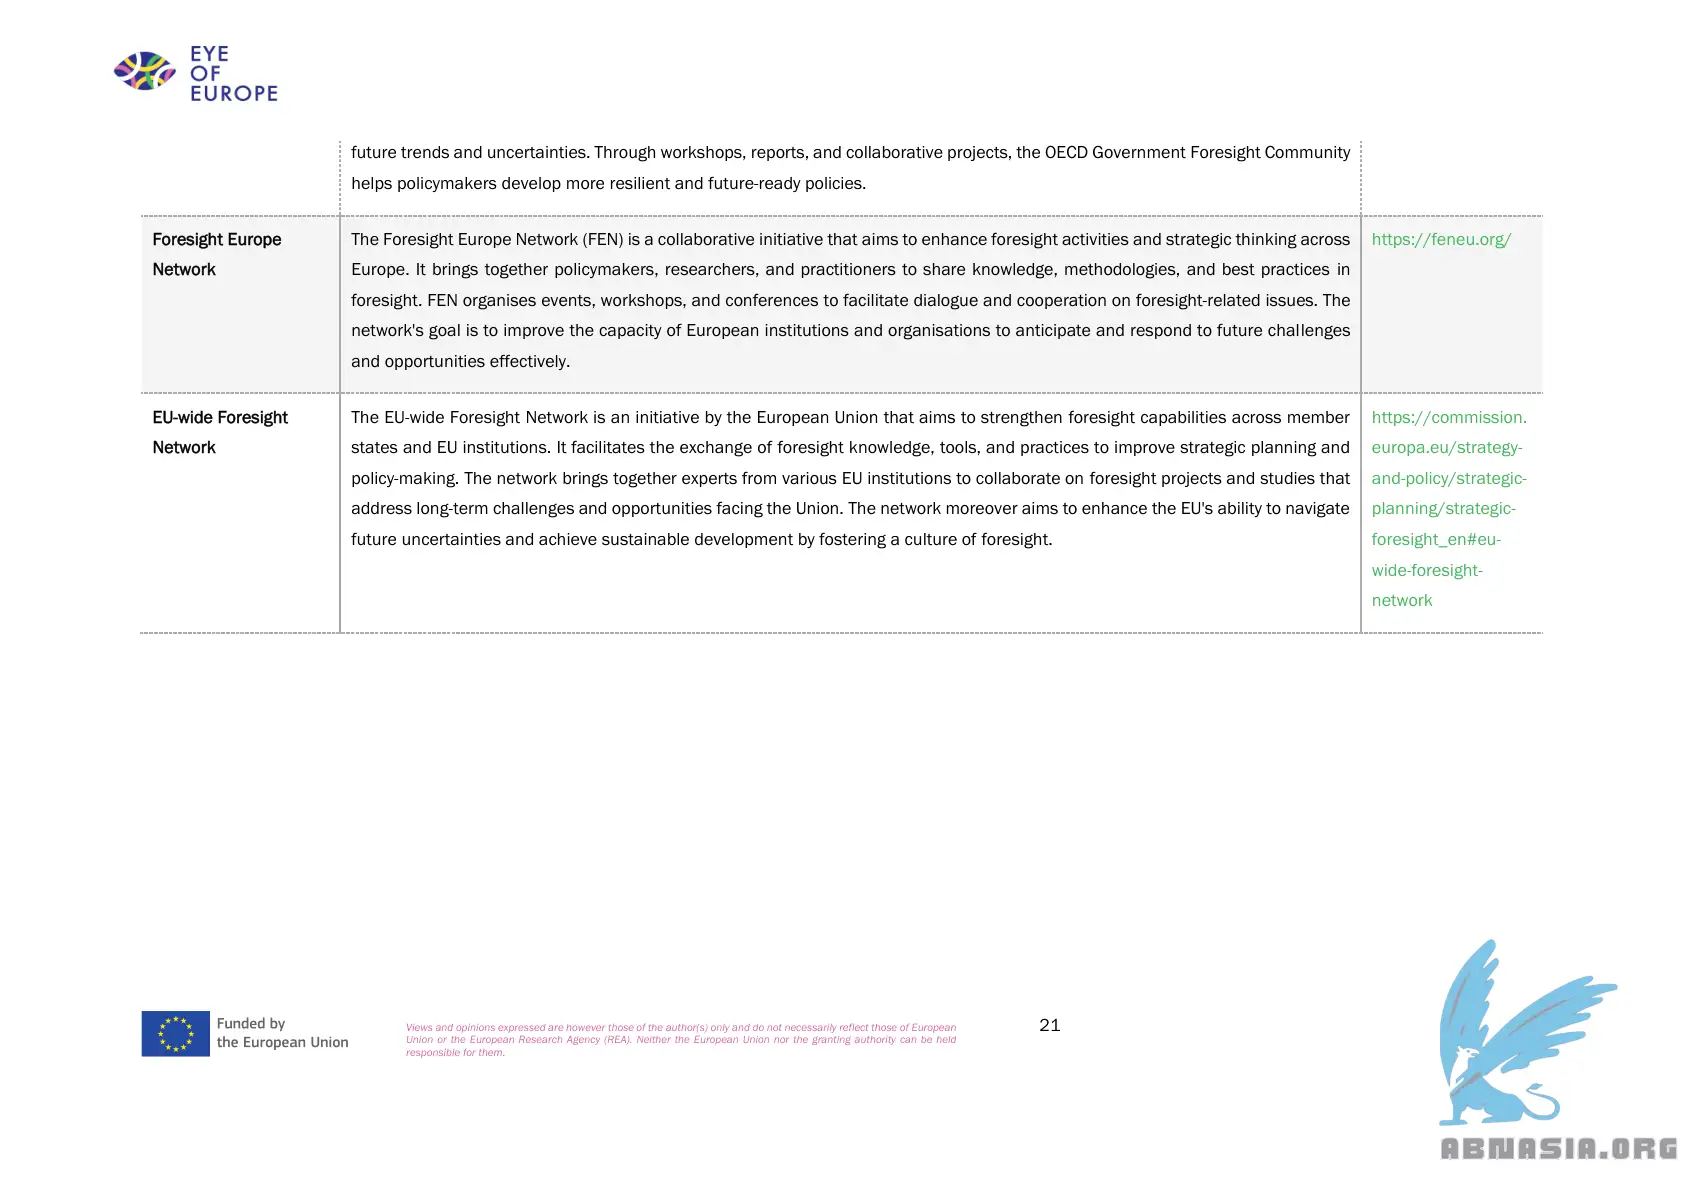 EYE
OF
EUROPE
future trends and uncertainties. Through workshops, reports, and collaborative projects, the OECD Government Foresight Community
helps policymakers develop more resilient and future-ready policies.
Foresight Europe
Network
The Foresight Europe Network (FEN) is a collaborative initiative that aims to enhance foresight activities and strategic thinking across
Europe. It brings together policymakers, researchers, and practitioners to share knowledge, methodologies, and best practices in
foresight. FEN organises events, workshops, and conferences to facilitate dialogue and cooperation on foresight-related issues. The
network's goal is to improve the capacity of European institutions and organisations to anticipate and respond to future challenges
and opportunities effectively.
https://feneu.org/
EU-wide Foresight
Network
The EU-wide Foresight Network is an initiative by the European Union that aims to strengthen foresight capabilities across member
states and EU institutions. It facilitates the exchange of foresight knowledge, tools, and practices to improve strategic planning and
policy-making. The network brings together experts from various EU institutions to collaborate on foresight projects and studies that
address long-term challenges and opportunities facing the Union. The network moreover aims to enhance the EU's ability to navigate
future uncertainties and achieve sustainable development by fostering a culture of foresight.
https://commission.
europa.eu/strategy-
and-policy/strategic-
planning/strategic-
foresight_en#eu-
wide-foresight-
network
Funded by
the European Union
Views and opinions expressed are however those of the author(s) only and do not necessarily reflect those of European
Union or the European Research Agency (REA). Neither the European Union nor the granting authority can be held
responsible for them.
21
ABNASIA.ORG